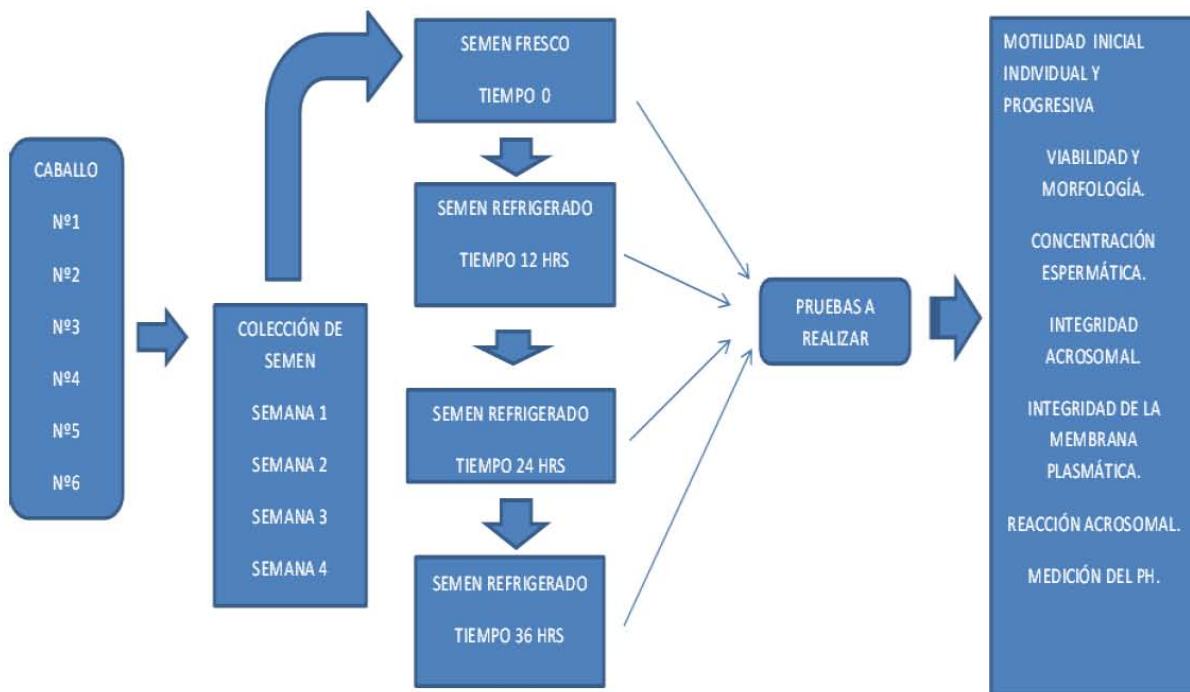 CABALLO
Nº1
Nº2
Nº3
Nº4
Nº5
Nº6
COLECCIÓN DE
SEMEN
SEMANA 1
SEMANA 2
SEMANA 3
SEMANA 4
SEMEN FRESCO
TIEMPO 0
SEMEN REFRIGERADO
TIEMPO 12 HRS
SEMEN REFRIGERADO
TIEMPO 24 HRS
SEMEN REFRIGERADO
TIEMPO 36 HRS
PRUEBAS A
REALIZAR
MOTILIDAD INICIAL
INDIVIDUAL Y
PROGRESIVA
VIABILIDAD Y
MORFOLOGÍA.
CONCENTRACIÓN
ESPERMÁTICA.
INTEGRIDAD
ACROSOMAL.
INTEGRIDAD DE LA
MEMBRANA
PLASMÁTICA.
REACCIÓN ACROSOMAL.
MEDICIÓN DEL PH.